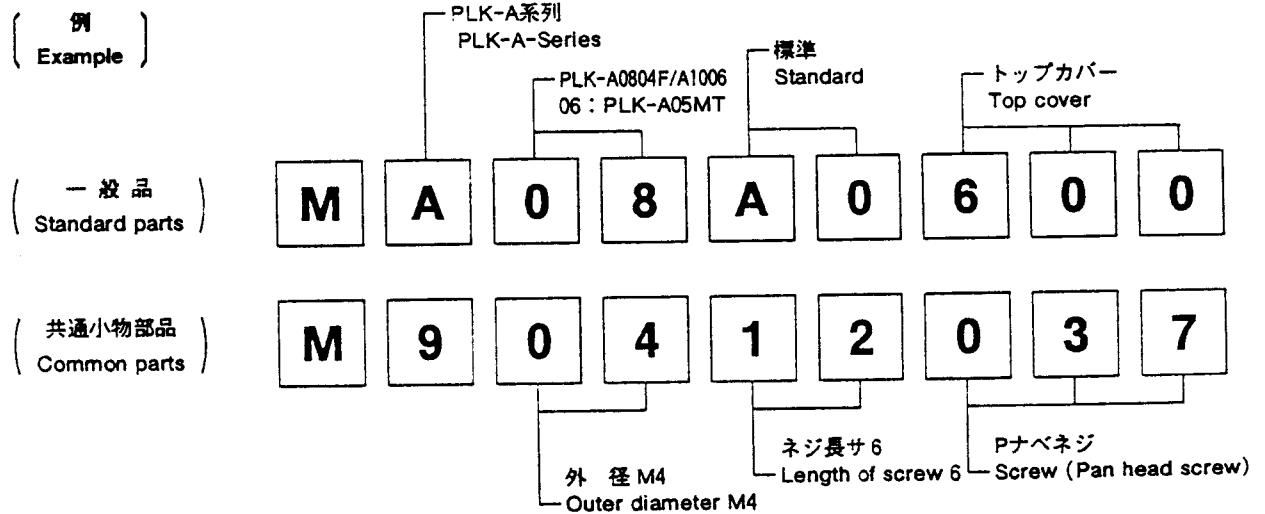 例
Example
PLK-A系列
PLK-A-Series
PLK-A0804F/A1006
06：PLK-A05MT
標準
Standard
トップカバー
Top cover
一般品
Standard parts
M A 0 8 A 0 6 0 0
共通小物部品
Common parts
M 9 0 4 1 2 0 3 7
外 径 M4
Outer diameter M4
ネジ長サ 6
Length of screw 6
Pナベネジ
Screw (Pan head screw)